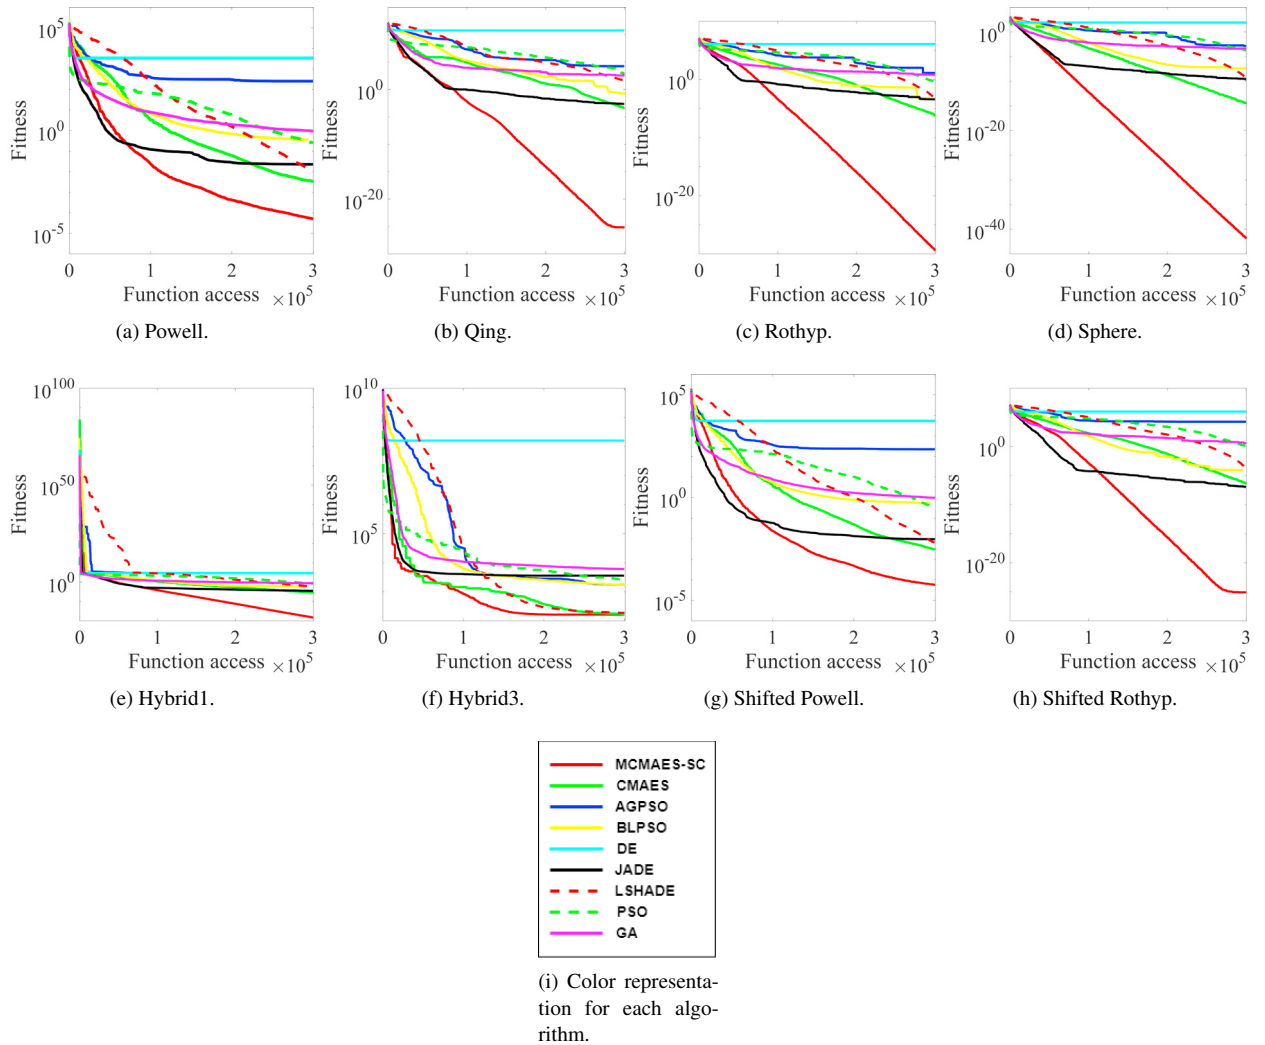 10^5
10^0
10^-5
Fitness
0 1 2 3
Function access ×10^5
(a) Powell.
10^0
10^-20
Fitness
0 1 2 3
Function access ×10^5
(b) Qing.
10^0
10^-20
Fitness
0 1 2 3
Function access ×10^5
(c) Rothyp.
10^0
10^-20
10^-40
Fitness
0 1 2 3
Function access ×10^5
(d) Sphere.
10^100
10^50
10^0
Fitness
0 1 2 3
Function access ×10^5
(e) Hybrid1.
10^10
10^5
Fitness
0 1 2 3
Function access ×10^5
(f) Hybrid3.
10^5
10^0
10^-5
Fitness
0 1 2 3
Function access ×10^5
(g) Shifted Powell.
10^0
10^-20
Fitness
0 1 2 3
Function access ×10^5
(h) Shifted Rothyp.
MCMAES-SC
CMAES
AGPSO
BLPSO
DE
JADE
LSHADE
PSO
GA
(i) Color representa-
tion for each algo-
rithm.